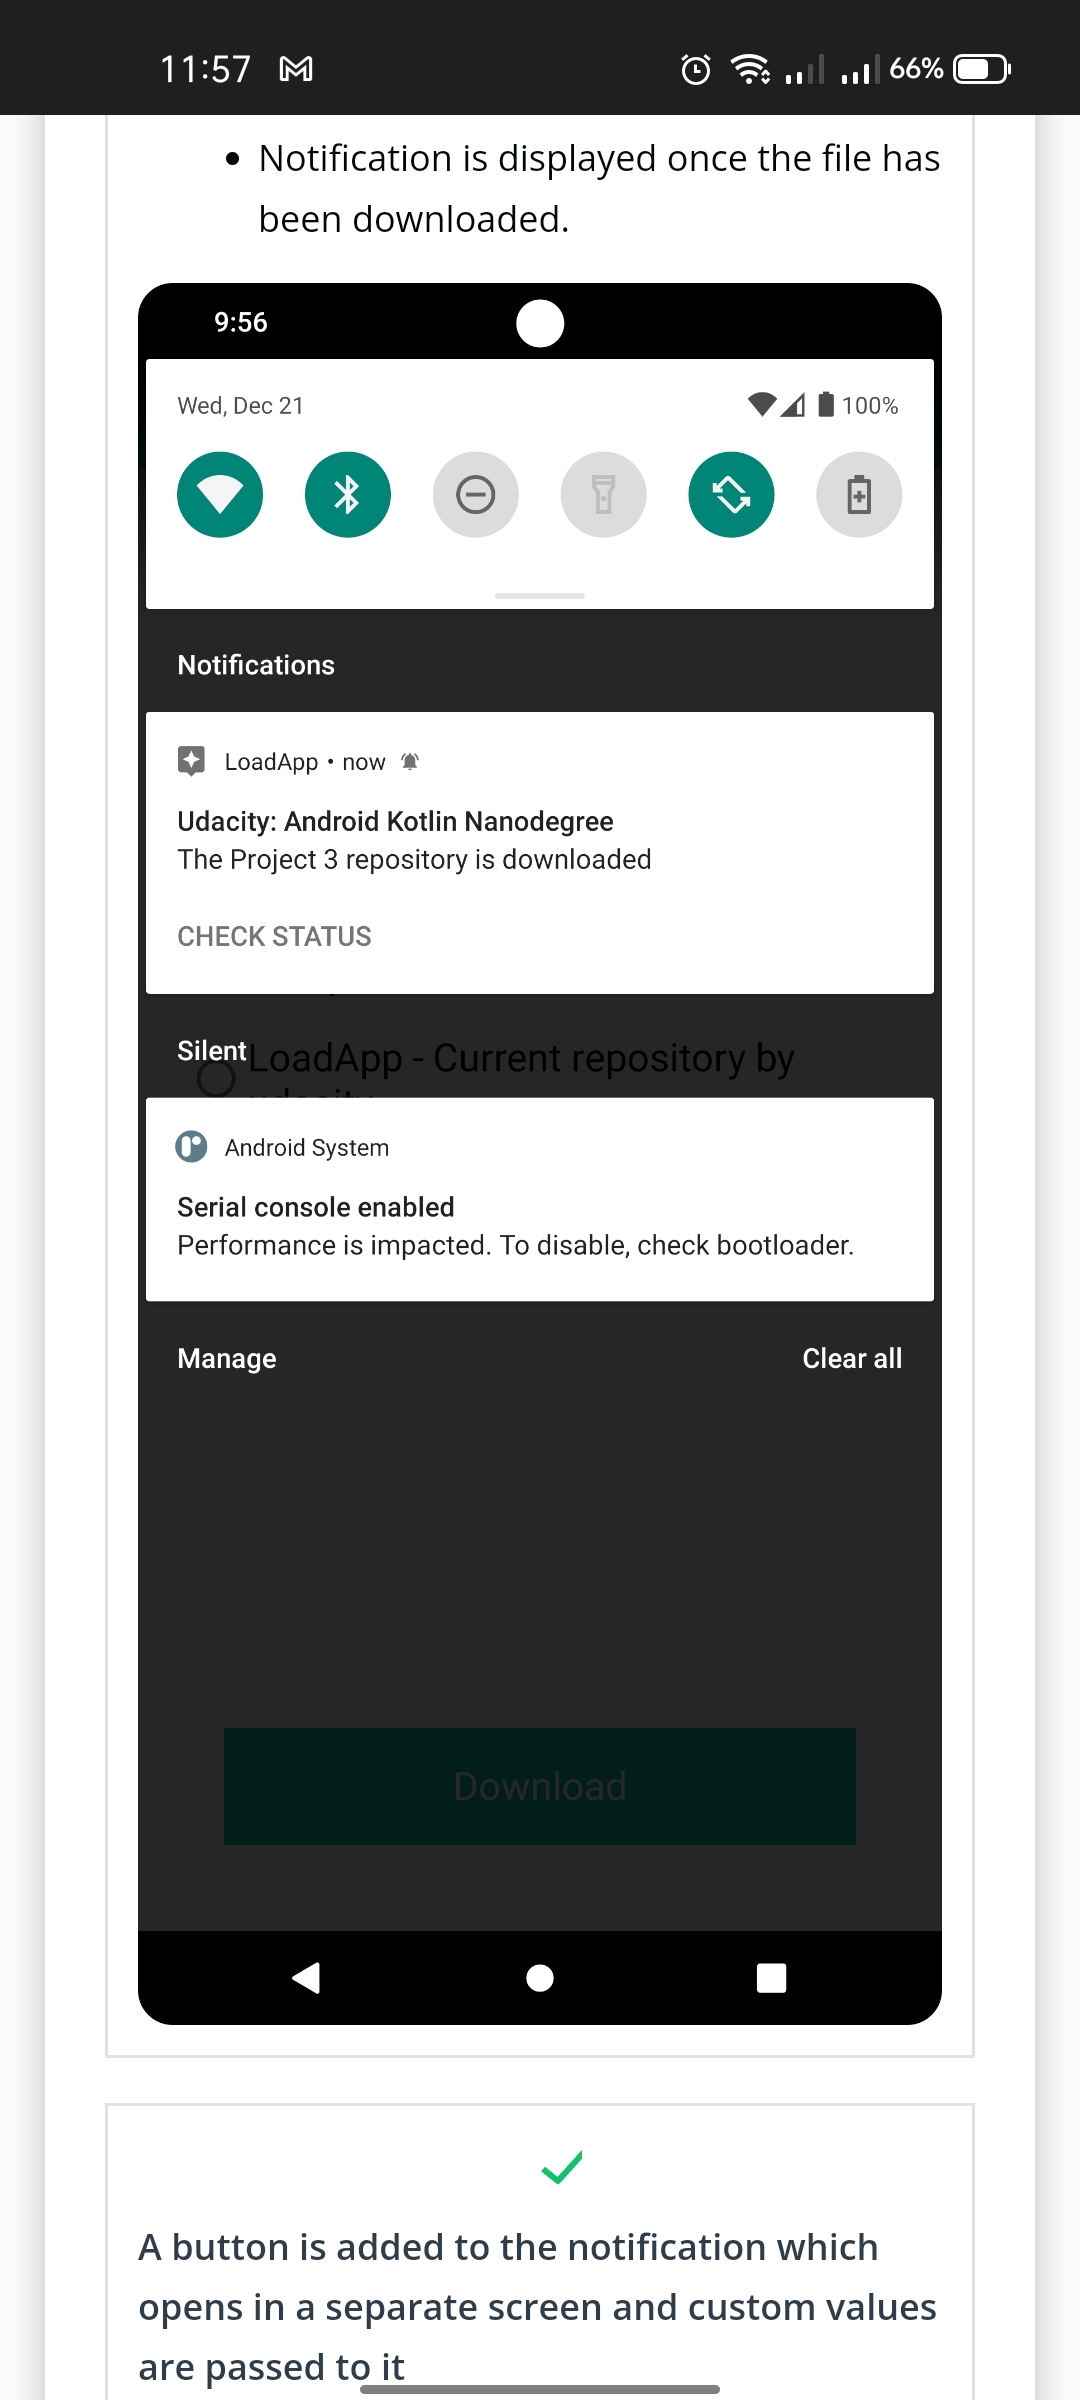 11:57
66%
Notification is displayed once the file has
been downloaded.
9:56
Wed, Dec 21
100%
Notifications
LoadApp • now
Udacity: Android Kotlin Nanodegree
The Project 3 repository is downloaded
CHECK STATUS
Silent
LoadApp - Current repository by
Android System
Serial console enabled
Performance is impacted. To disable, check bootloader.
Manage
Clear all
Download
A button is added to the notification which
opens in a separate screen and custom values
are passed to it